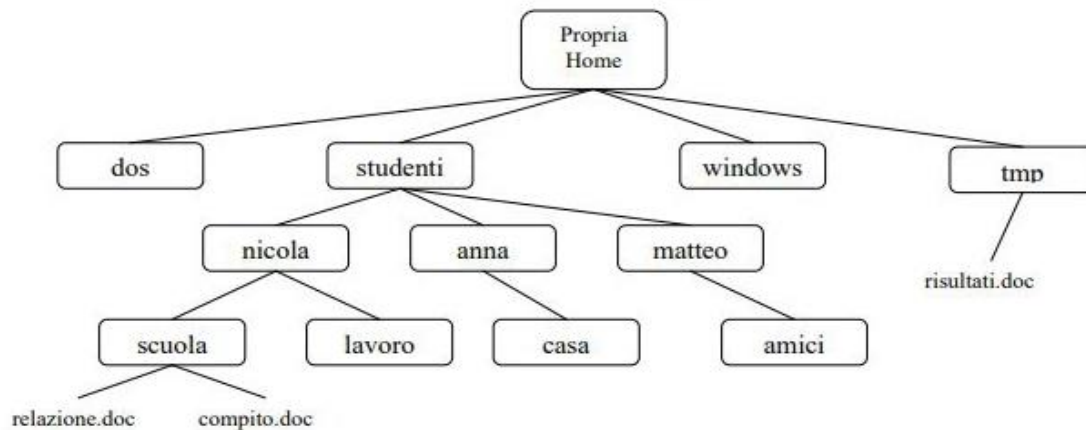 Propria
Home
dos
studenti
windows
tmp
nicola
anna
matteo
risultati.doc
scuola
lavoro
casa
amici
relazione.doc
compito.doc